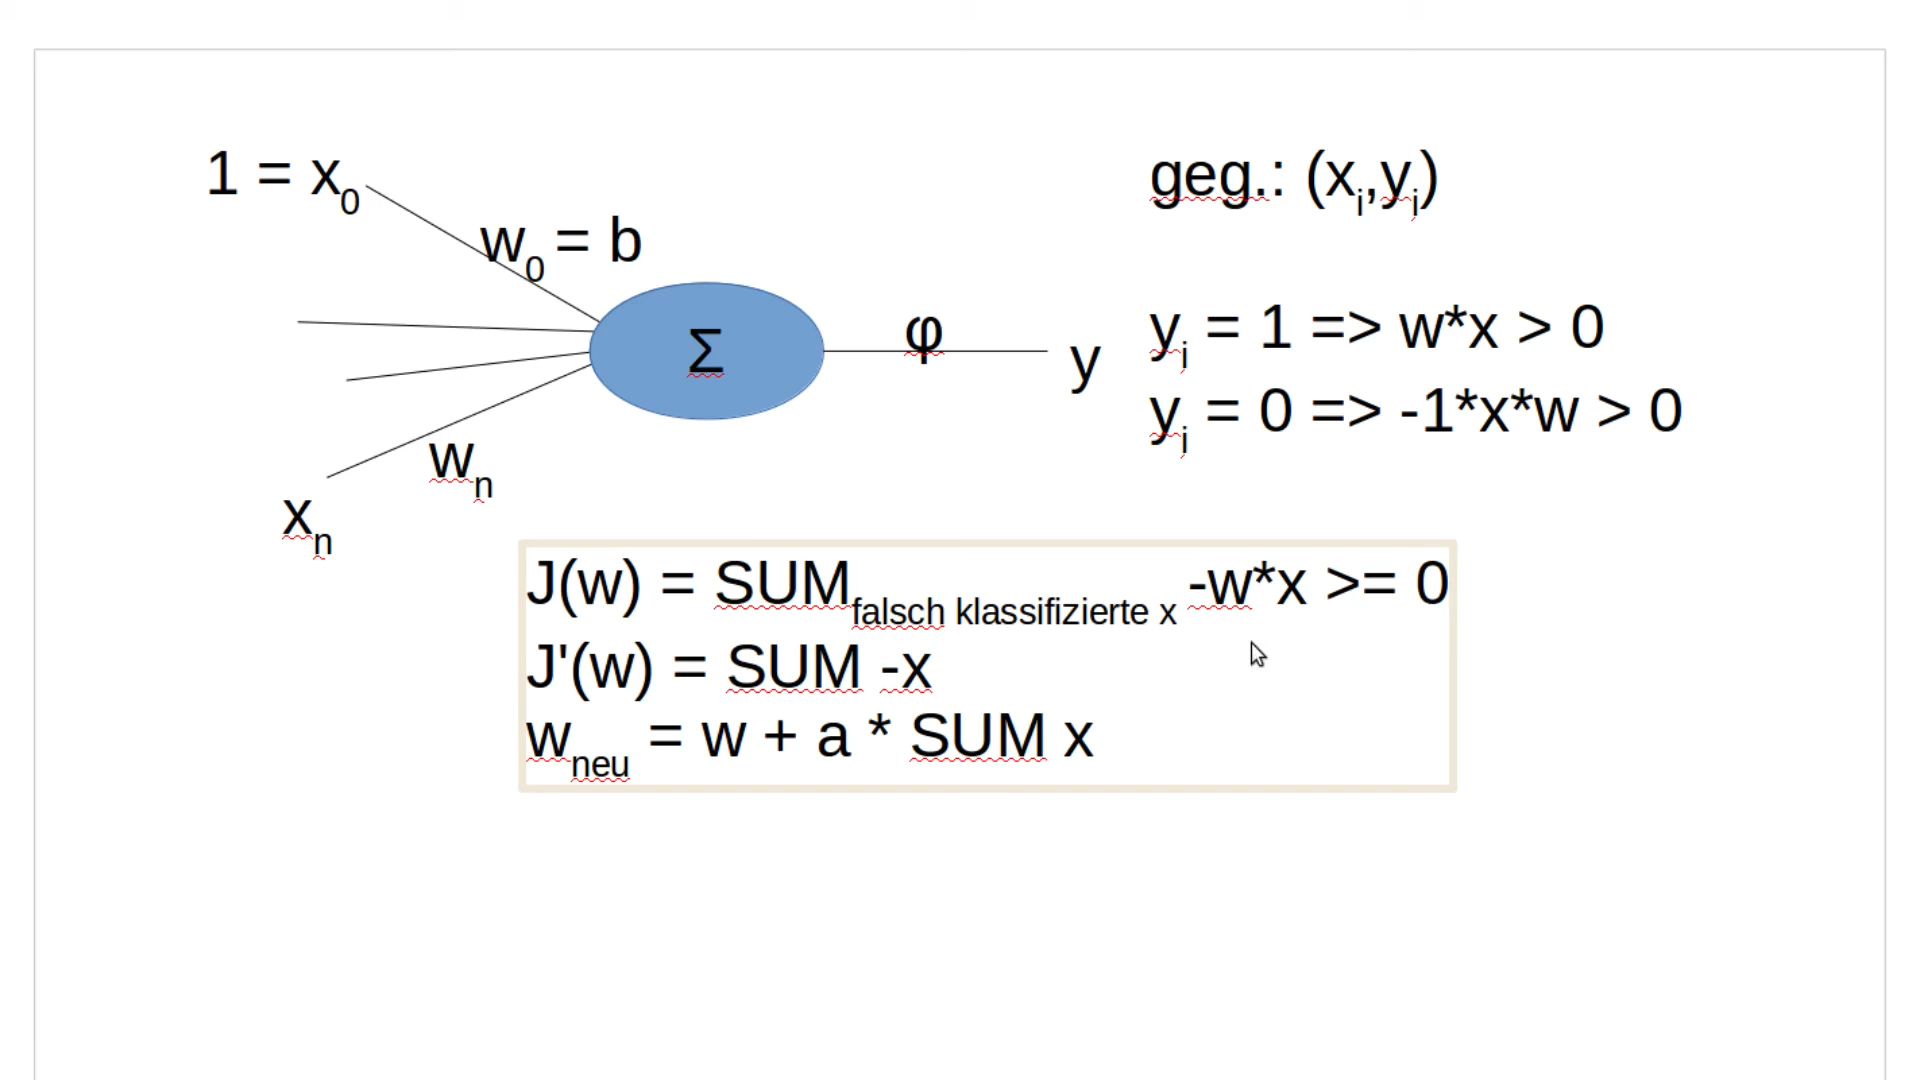 1 = x0
w0 = b
Σ
φ
y
wn
xn
geg.: (xi,yi)
yi = 1 => w*x > 0
yi = 0 => -1*x*w > 0
J(w) = SUMfalsch klassifizierte x -w*x >= 0
J'(w) = SUM -x
wneu = w + a * SUM x